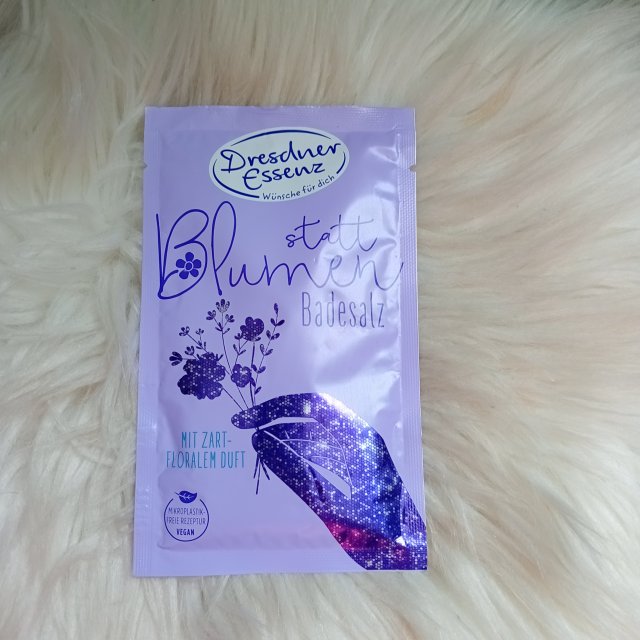 Dresdner
Essenz
Wünsche für dich
statt
Blumen
Badesalz
MIT ZART-
FLORALEM DUFT
MIKROPLASTIK-
FREIE REZEPTUR
VEGAN